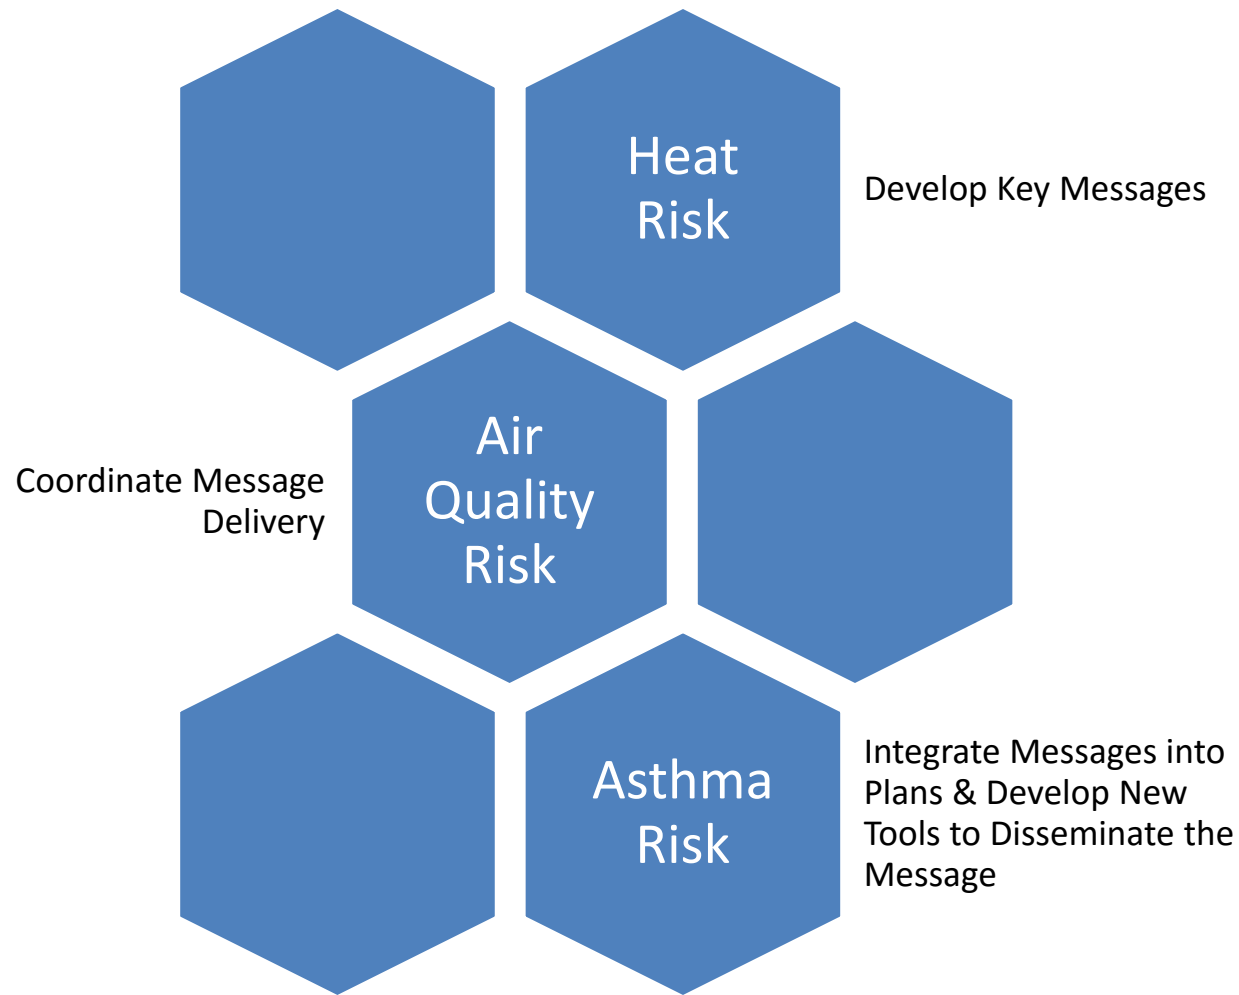 Heat
Risk
Develop Key Messages
Air
Quality
Risk
Coordinate Message
Delivery
Asthma
Risk
Integrate Messages into
Plans & Develop New
Tools to Disseminate the
Message